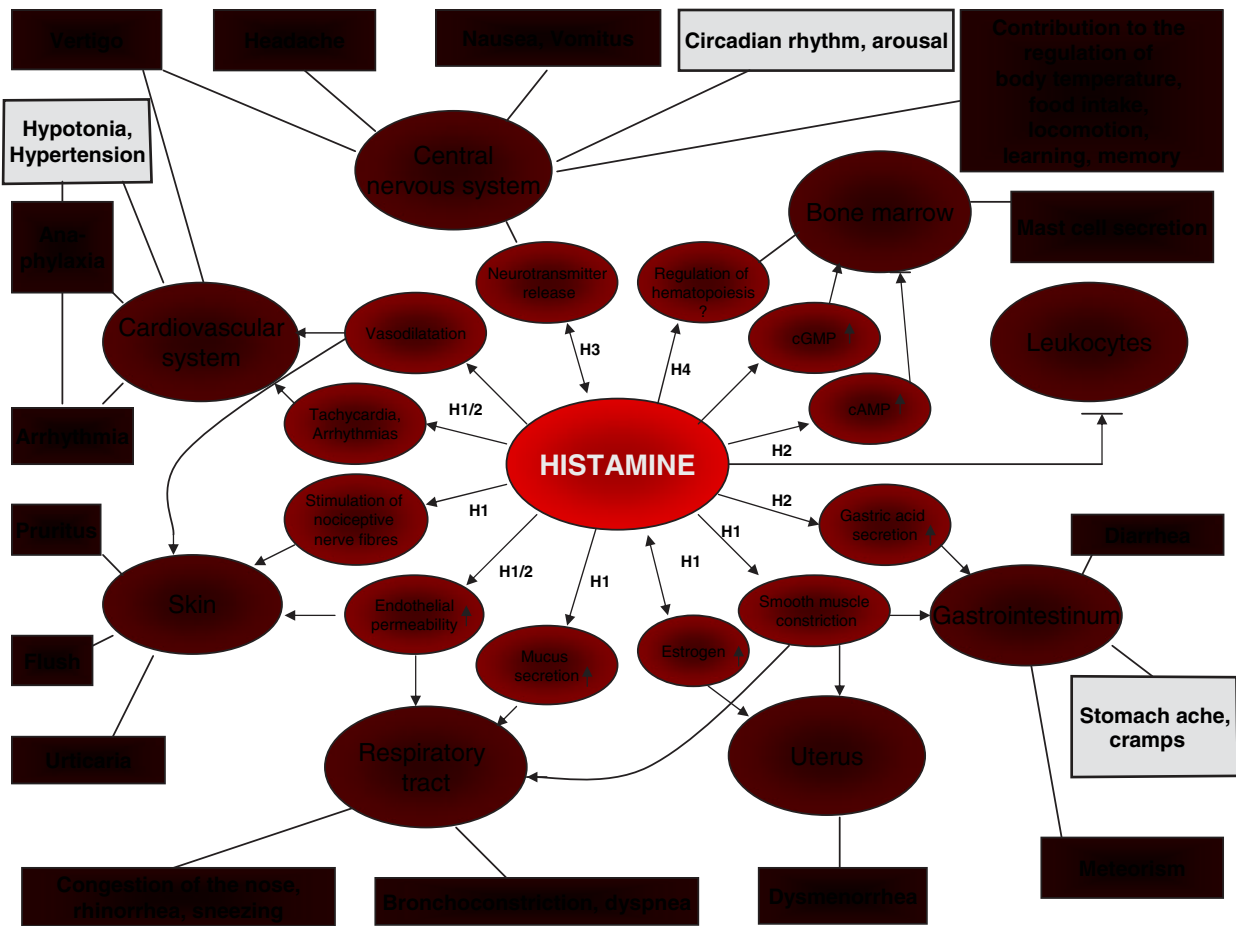 Vertigo
Headache
Nausea, Vomitus
Circadian rhythm, arousal
Contribution to the
regulation of
body temperature,
food intake,
locomotion,
learning, memory
Hypotonia,
Hypertension
Central
nervous system
Bone marrow
Mast cell secretion
Ana-
phylaxia
Neurotransmitter
release
Regulation of
hematopoiesis
?
Cardiovascular
system
Vasodilatation
cGMP
Leukocytes
H3
H4
cAMP
Arrhythmia
Tachycardia,
Arrhythmias
H1/2
HISTAMINE
H2
Pruritus
Stimulation of
nociceptive
nerve fibres
H1
H2
Gastric acid
secretion
Diarrhea
H1/2
H1
H1
H1
Skin
Endothelial
permeability
Smooth muscle
constriction
Gastrointestinum
Flush
Mucus
secretion
Estrogen
Stomach ache,
cramps
Urticaria
Respiratory
tract
Uterus
Meteorism
Congestion of the nose,
rhinorrhea, sneezing
Bronchoconstriction, dyspnea
Dysmenorrhea